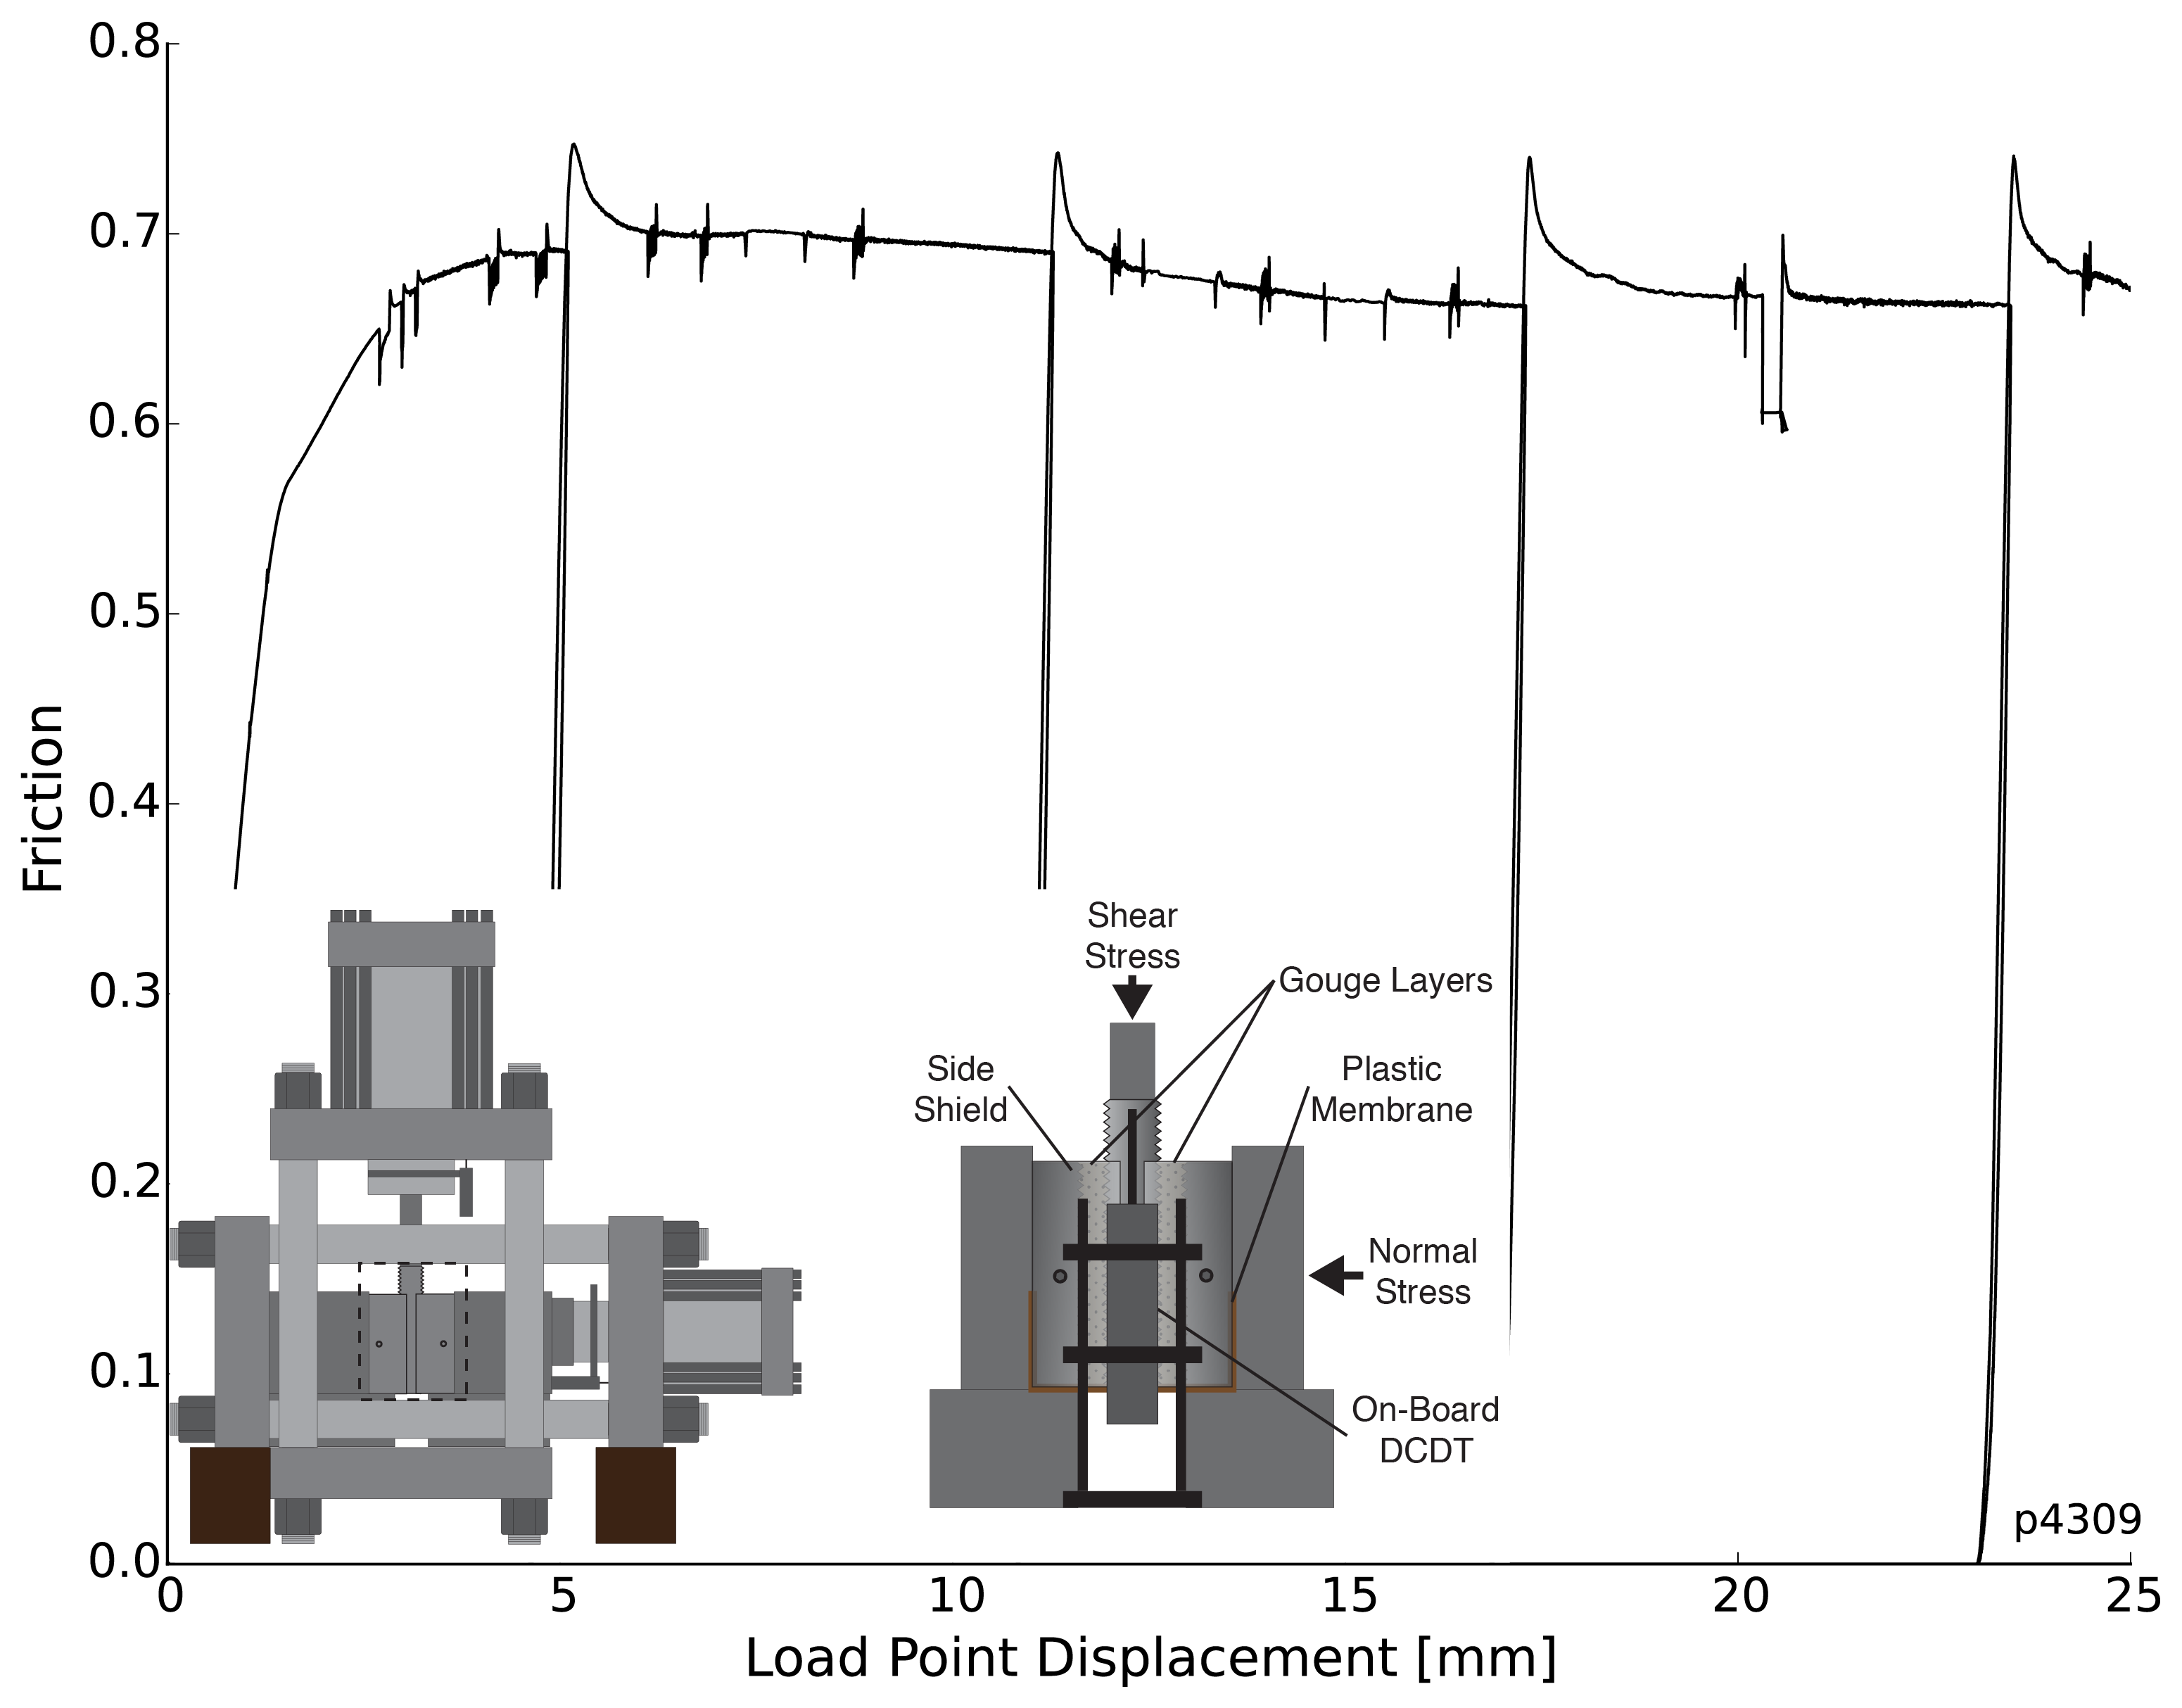 0.8
0.7
0.6
0.5
0.4
0.3
0.2
0.1
0.0
Friction
Shear
Stress
Gouge Layers
Side
Shield
Plastic
Membrane
Normal
Stress
On-Board
DCDT
p4309
0 5 10 15 20 25
Load Point Displacement [mm]